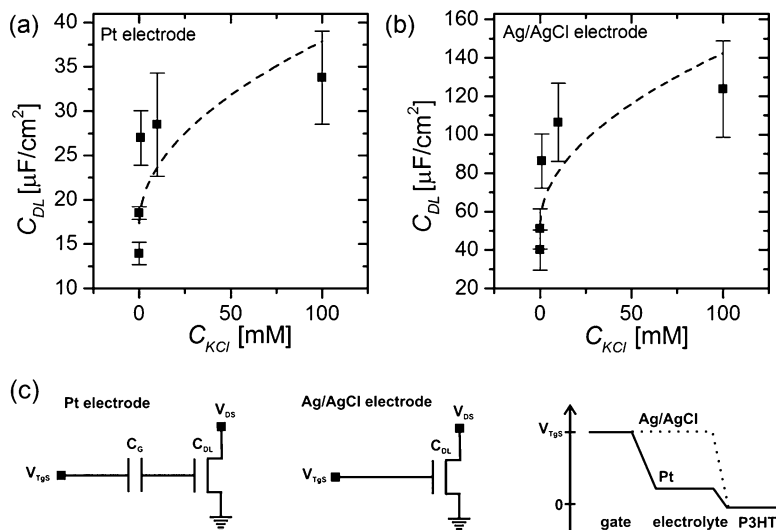 (a)
Pt electrode
C_DL [μF/cm²]
40
35
30
25
20
15
10
0
50
100
C_KCl [mM]
(b)
Ag/AgCl electrode
C_DL [μF/cm²]
160
140
120
100
80
60
40
20
0
50
100
C_KCl [mM]
(c)
Pt electrode
V_DS
C_G
C_DL
V_TgS
Ag/AgCl electrode
V_DS
C_DL
V_TgS
V_TgS
Ag/AgCl
Pt
0
gate electrolyte P3HT